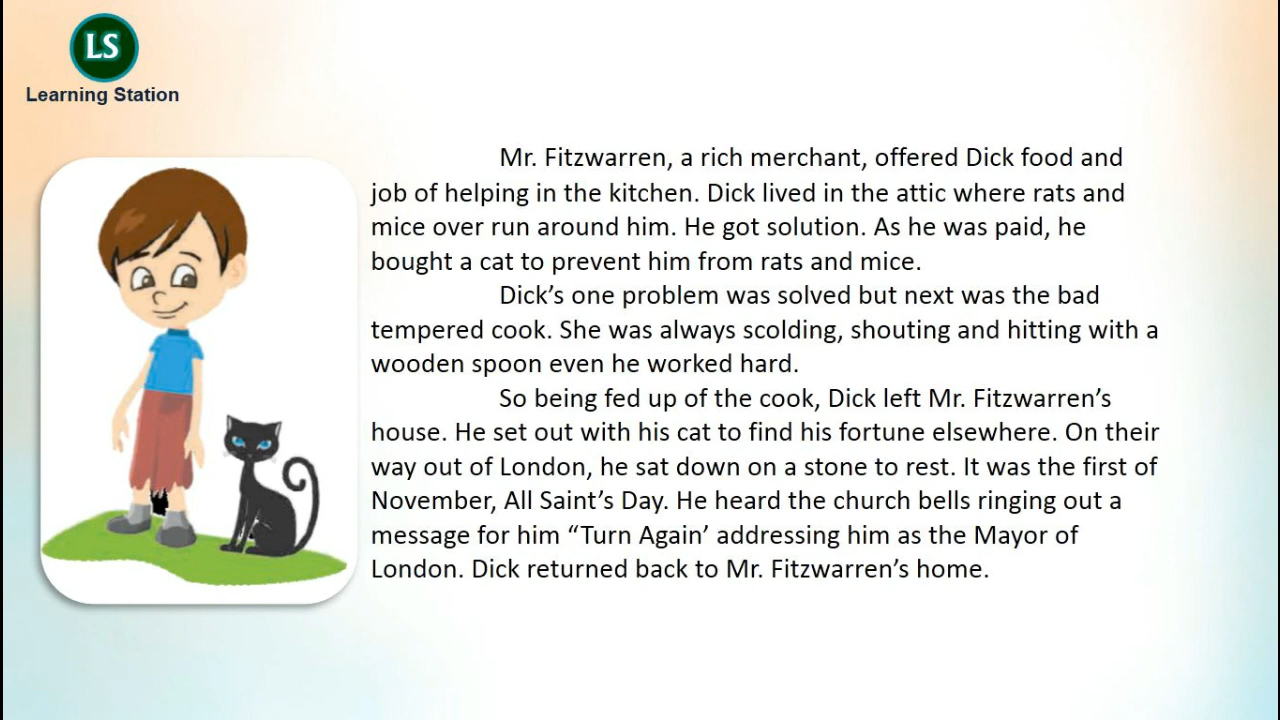 LS
Learning Station
Mr. Fitzwarren, a rich merchant, offered Dick food and
job of helping in the kitchen. Dick lived in the attic where rats and
mice over run around him. He got solution. As he was paid, he
bought a cat to prevent him from rats and mice.
Dick’s one problem was solved but next was the bad
tempered cook. She was always scolding, shouting and hitting with a
wooden spoon even he worked hard.
So being fed up of the cook, Dick left Mr. Fitzwarren’s
house. He set out with his cat to find his fortune elsewhere. On their
way out of London, he sat down on a stone to rest. It was the first of
November, All Saint’s Day. He heard the church bells ringing out a
message for him “Turn Again’ addressing him as the Mayor of
London. Dick returned back to Mr. Fitzwarren’s home.